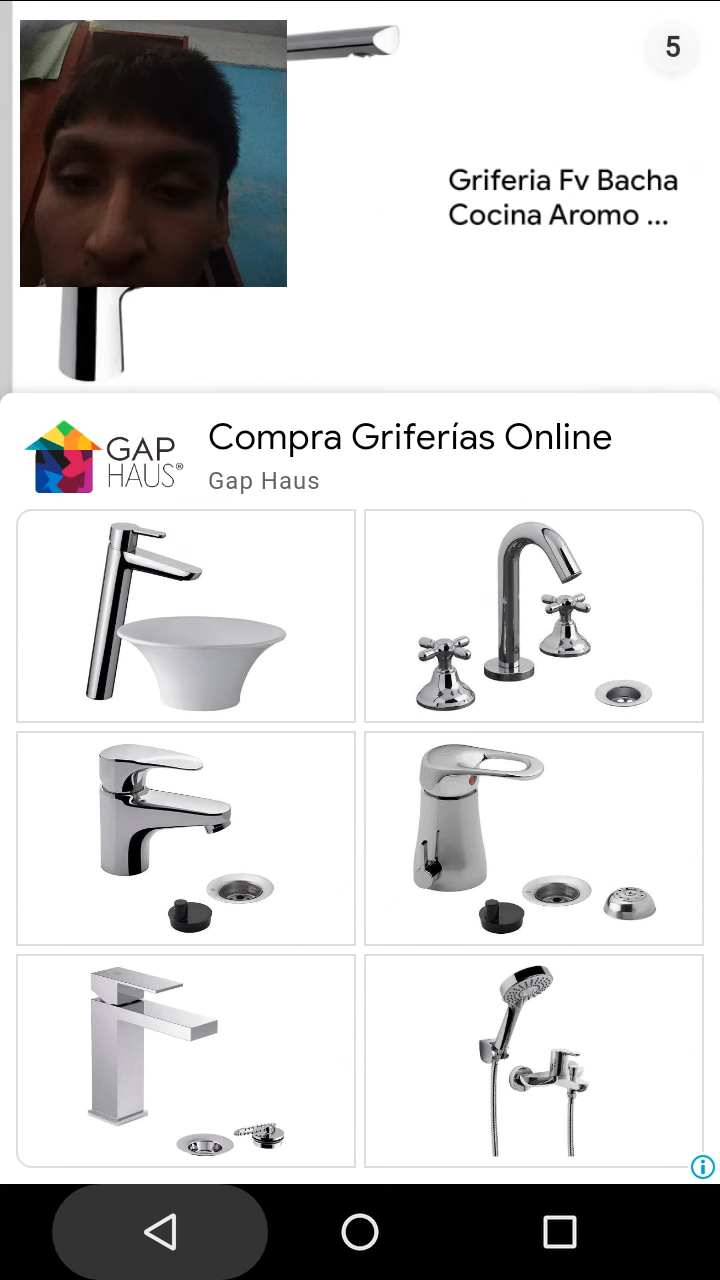 5
Griferia Fv Bacha
Cocina Aromo ...
GAP
HAUS®
Compra Griferías Online
Gap Haus